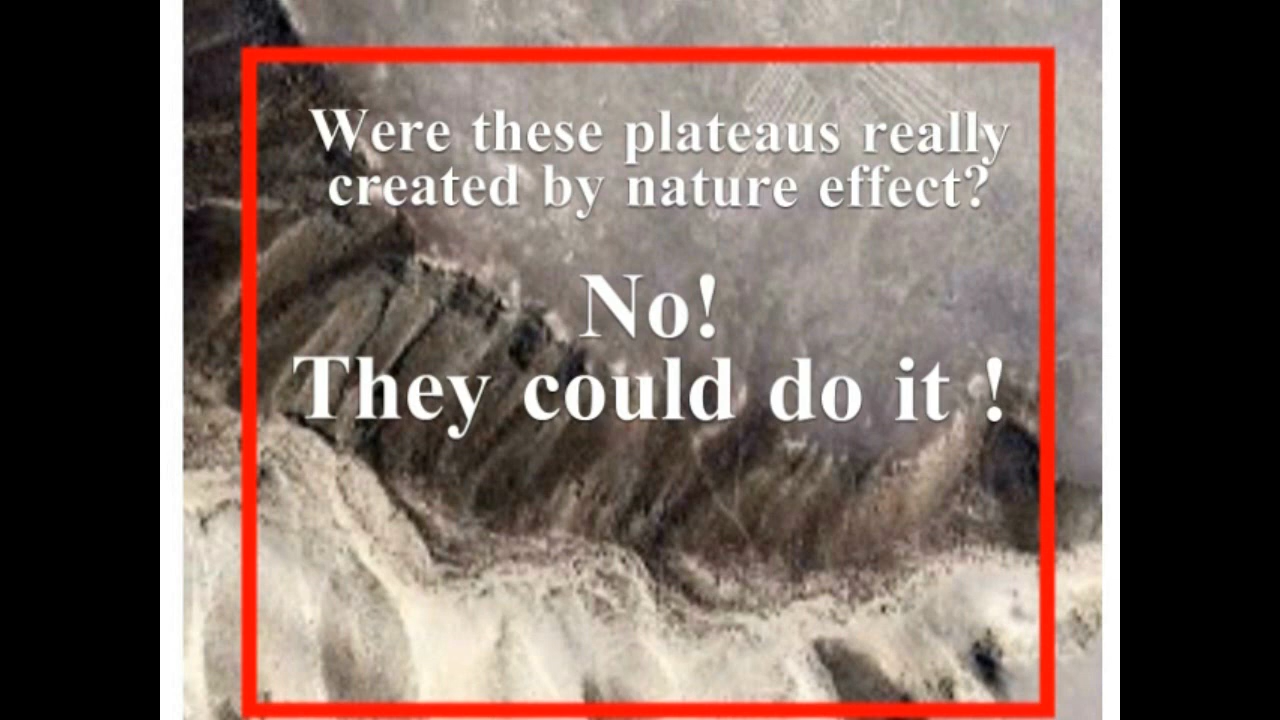 Were these plateaus really
created by nature effect?
No!
They could do it !